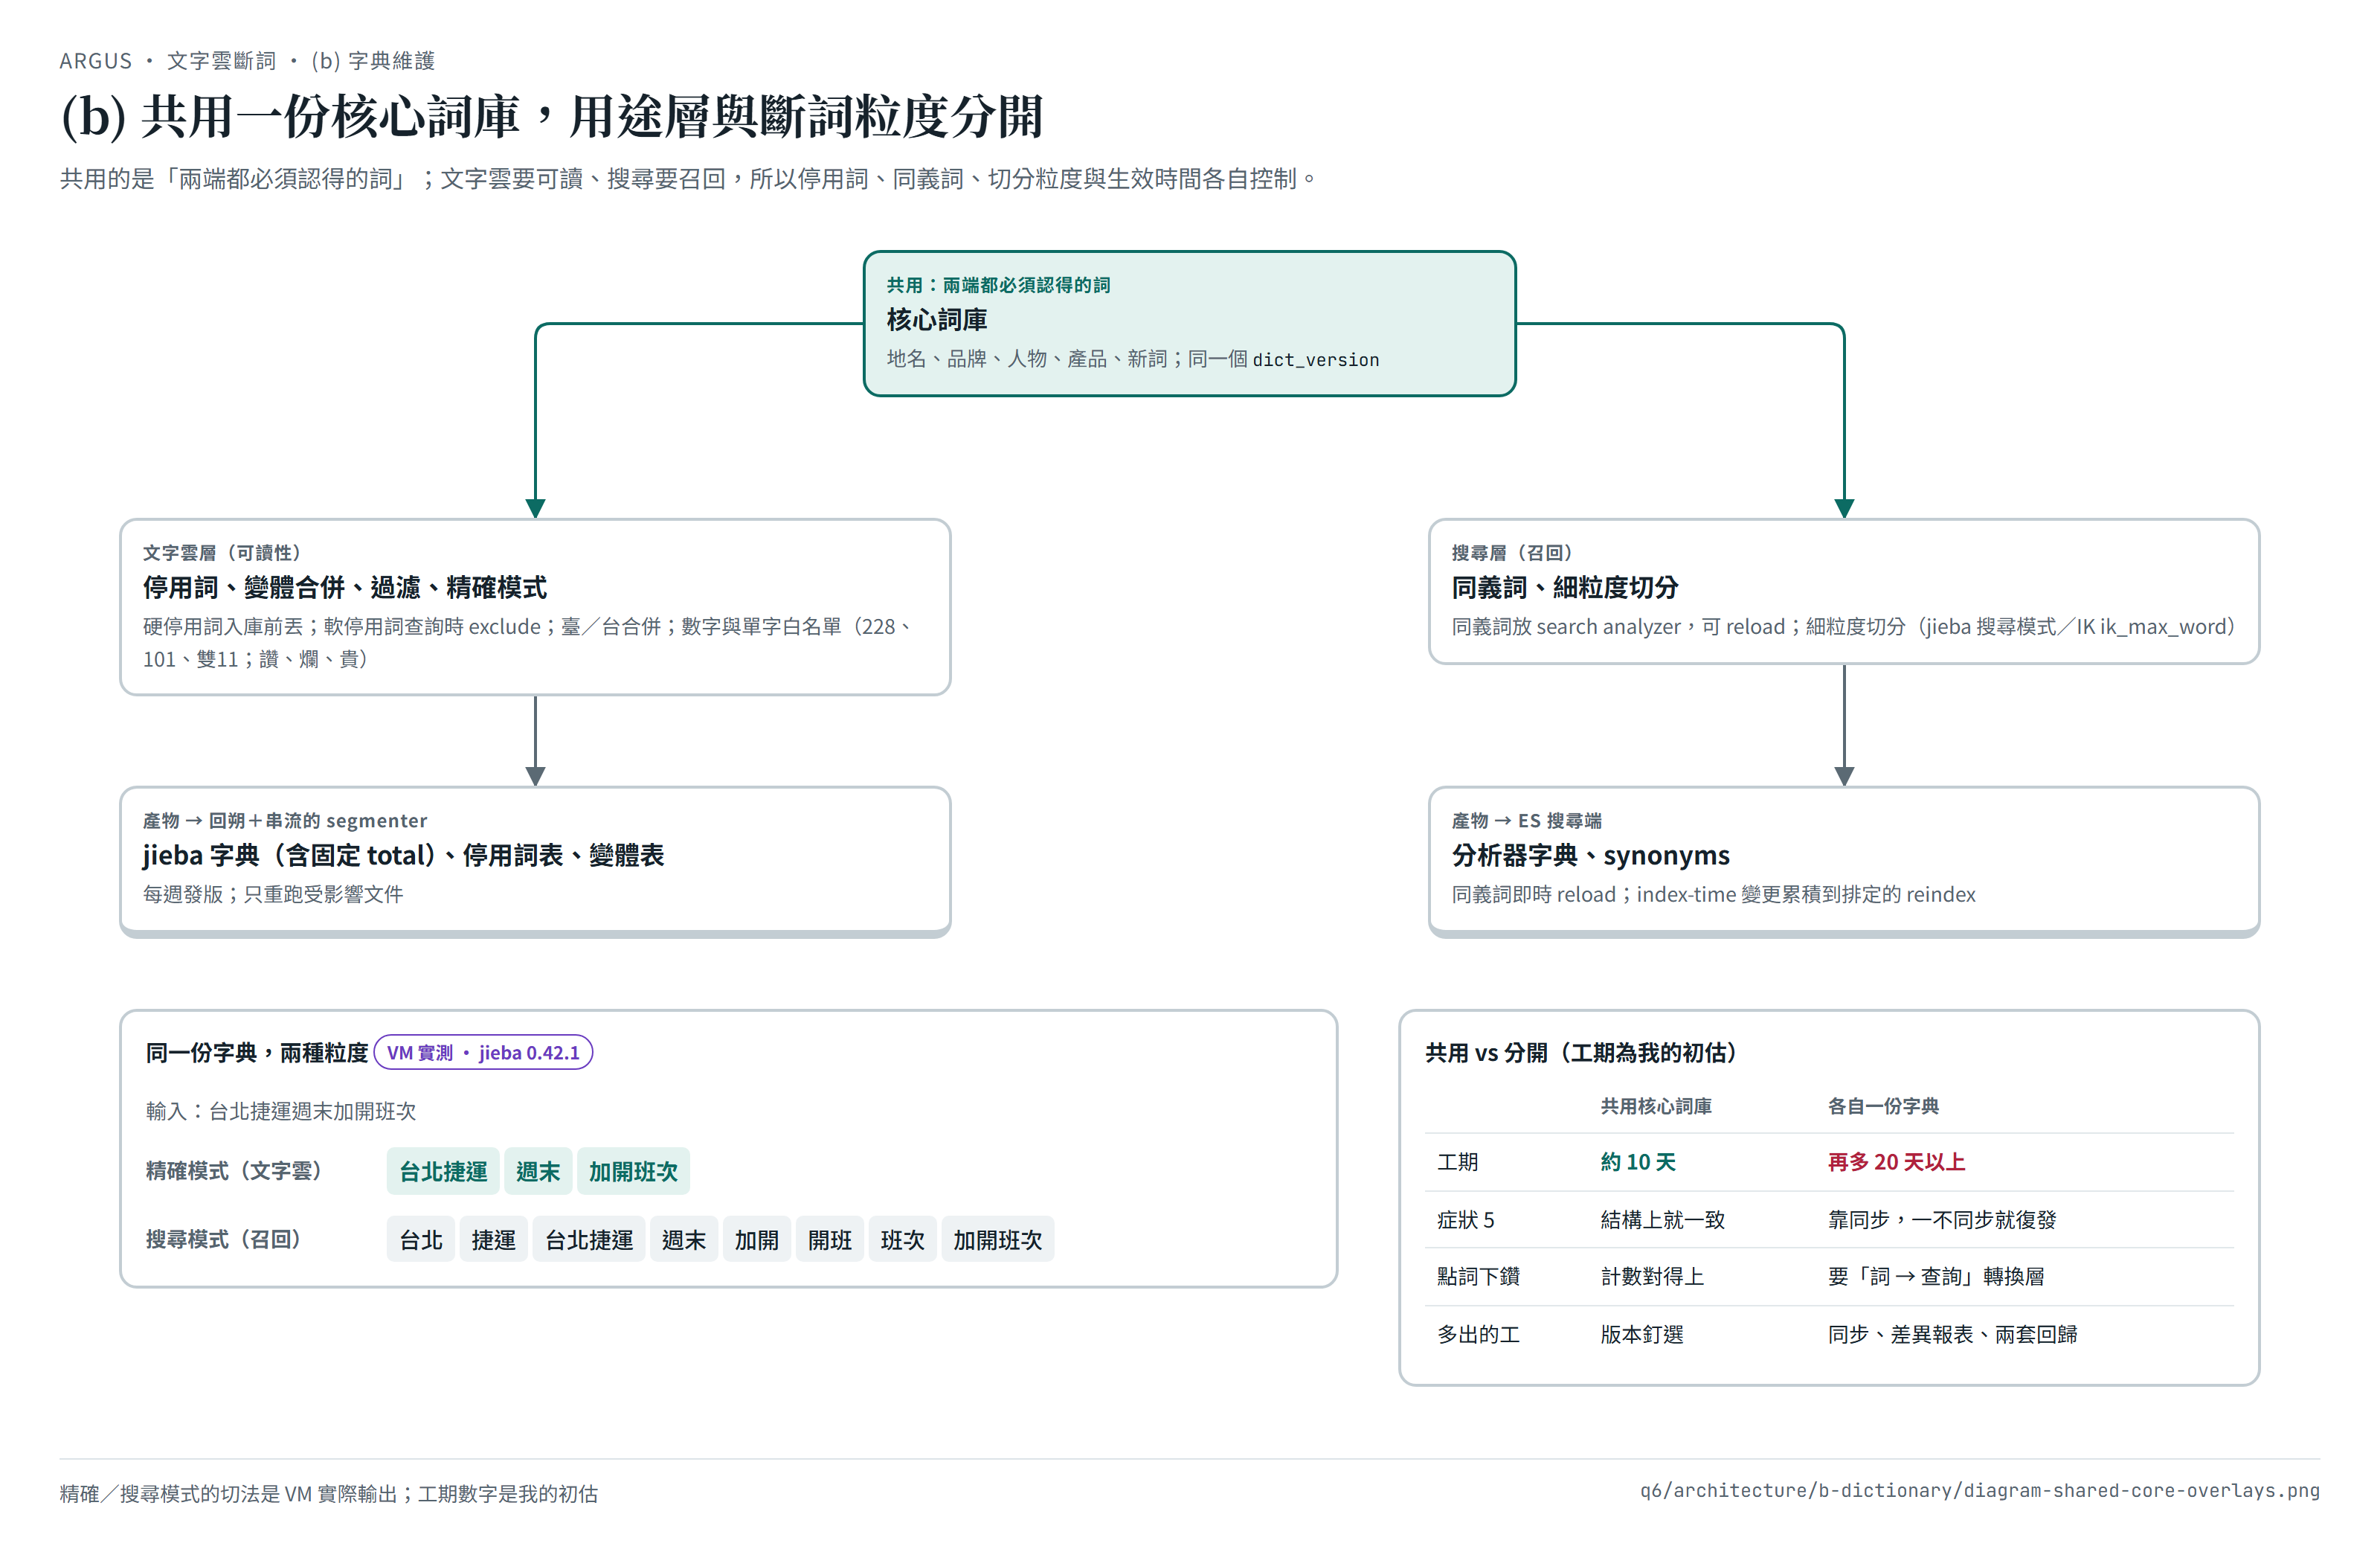 ARGUS · 文字雲斷詞 · (b) 字典維護
(b) 共用一份核心詞庫，用途層與斷詞粒度分開
共用的是「兩端都必須認得的詞」；文字雲要可讀、搜尋要召回，所以停用詞、同義詞、切分粒度與生效時間各自控制。
共用：兩端都必須認得的詞
核心詞庫
地名、品牌、人物、產品、新詞；同一個 dict_version
文字雲層（可讀性）
停用詞、變體合併、過濾、精確模式
硬停用詞入庫前丟；軟停用詞查詢時 exclude；臺／台合併；數字與單字白名單（228、
101、雙11；讚、爛、貴）
搜尋層（召回）
同義詞、細粒度切分
同義詞放 search analyzer，可 reload；細粒度切分（jieba 搜尋模式／IK ik_max_word）
產物 → 回朔＋串流的 segmenter
jieba 字典（含固定 total）、停用詞表、變體表
每週發版；只重跑受影響文件
產物 → ES 搜尋端
分析器字典、synonyms
同義詞即時 reload；index-time 變更累積到排定的 reindex
同一份字典，兩種粒度 VM 實測 · jieba 0.42.1
輸入：台北捷運週末加開班次
精確模式（文字雲） 台北捷運 週末 加開班次
搜尋模式（召回） 台北 捷運 台北捷運 週末 加開 開班 班次 加開班次
共用 vs 分開（工期為我的初估）
共用核心詞庫 各自一份字典
工期 約 10 天 再多 20 天以上
症狀 5 結構上就一致 靠同步，一不同步就復發
點詞下鑽 計數對得上 要「詞 → 查詢」轉換層
多出的工 版本釘選 同步、差異報表、兩套回歸
精確／搜尋模式的切法是 VM 實際輸出；工期數字是我的初估
q6/architecture/b-dictionary/diagram-shared-core-overlays.png